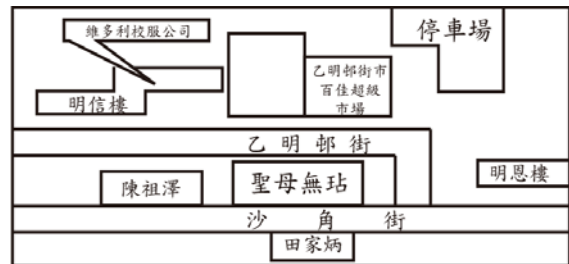 維多利校服公司
停車場
乙明邨街市
百佳超級
市場
明信樓
乙明邨街
明恩樓
陳祖澤
聖母無玷
沙角街
田家炳